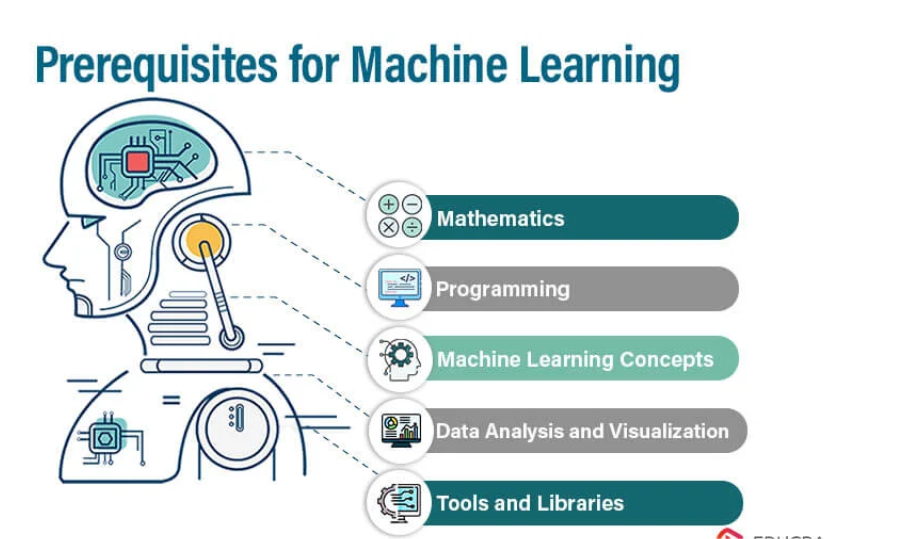 Prerequisites for Machine Learning
Mathematics
Programming
Machine Learning Concepts
Data Analysis and Visualization
Tools and Libraries